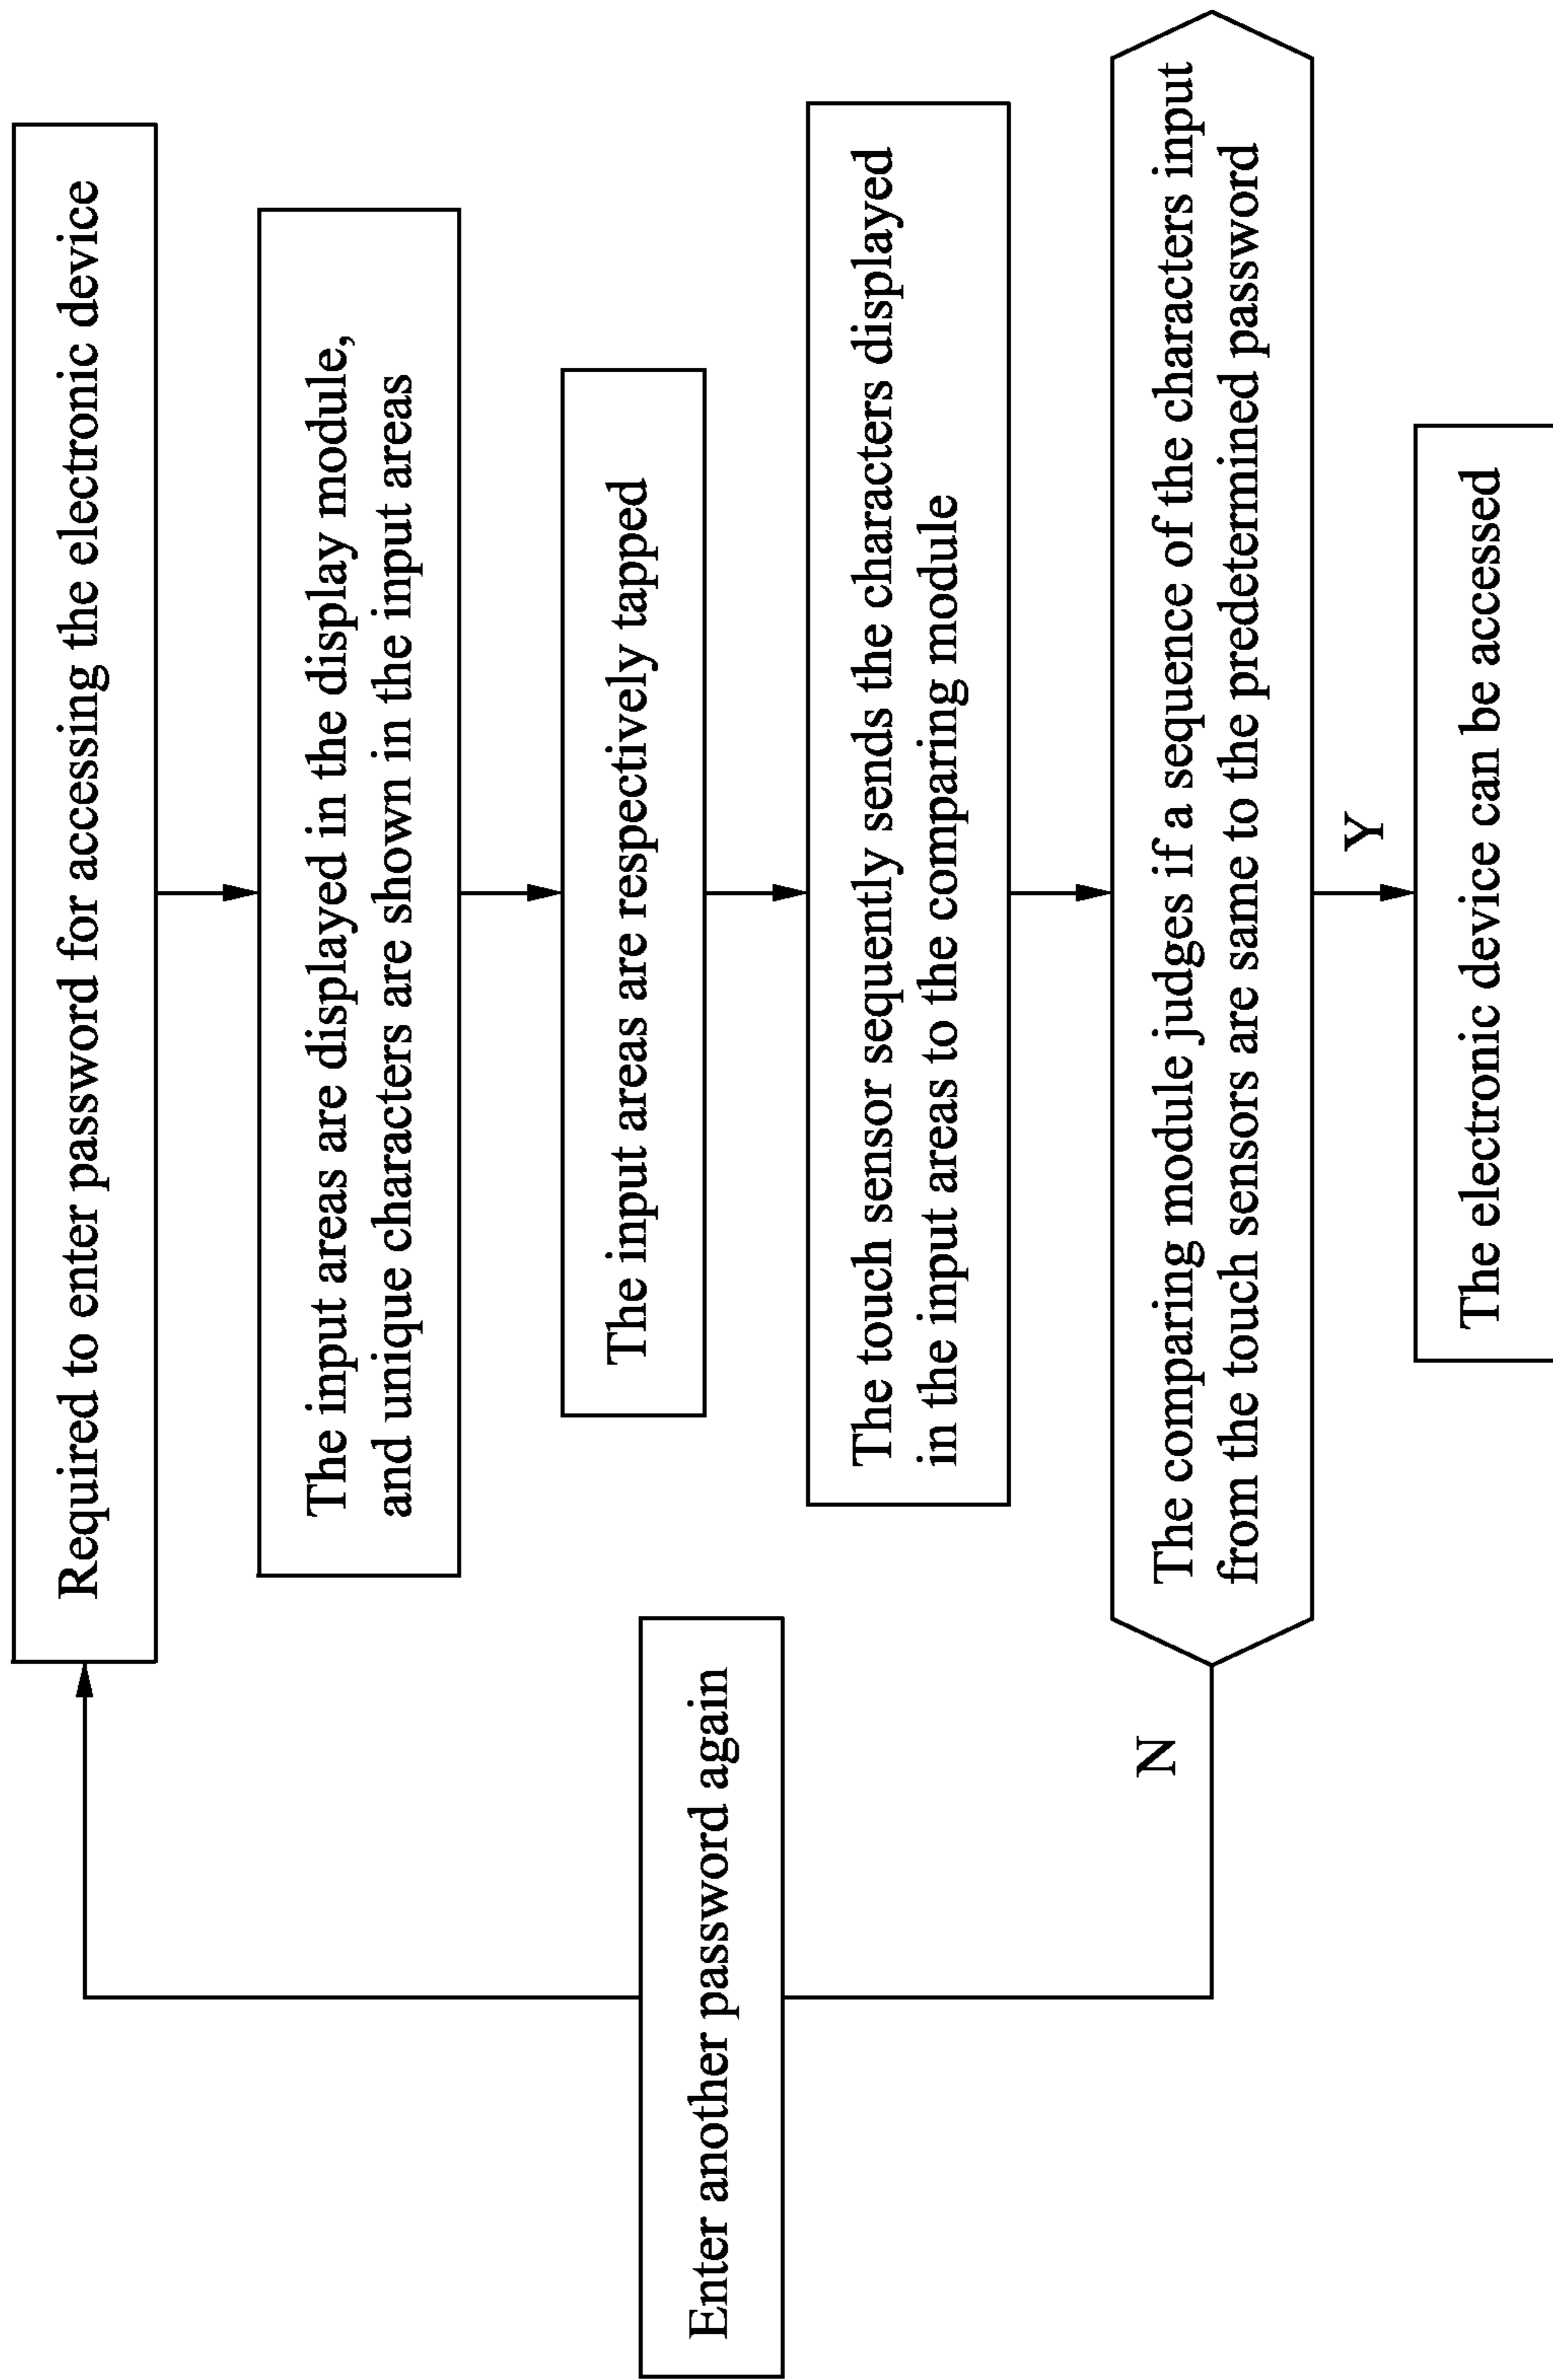 Required to enter password for accessing the electronic device
The input areas are displayed in the display module,
and unique characters are shown in the input areas
The input areas are respectively tapped
The touch sensor sequently sends the characters displayed
in the input areas to the comparing module
The comparing module judges if a sequence of the characters input
from the touch sensors are same to the predetermined password
Y
The electronic device can be accessed
N
Enter another password again